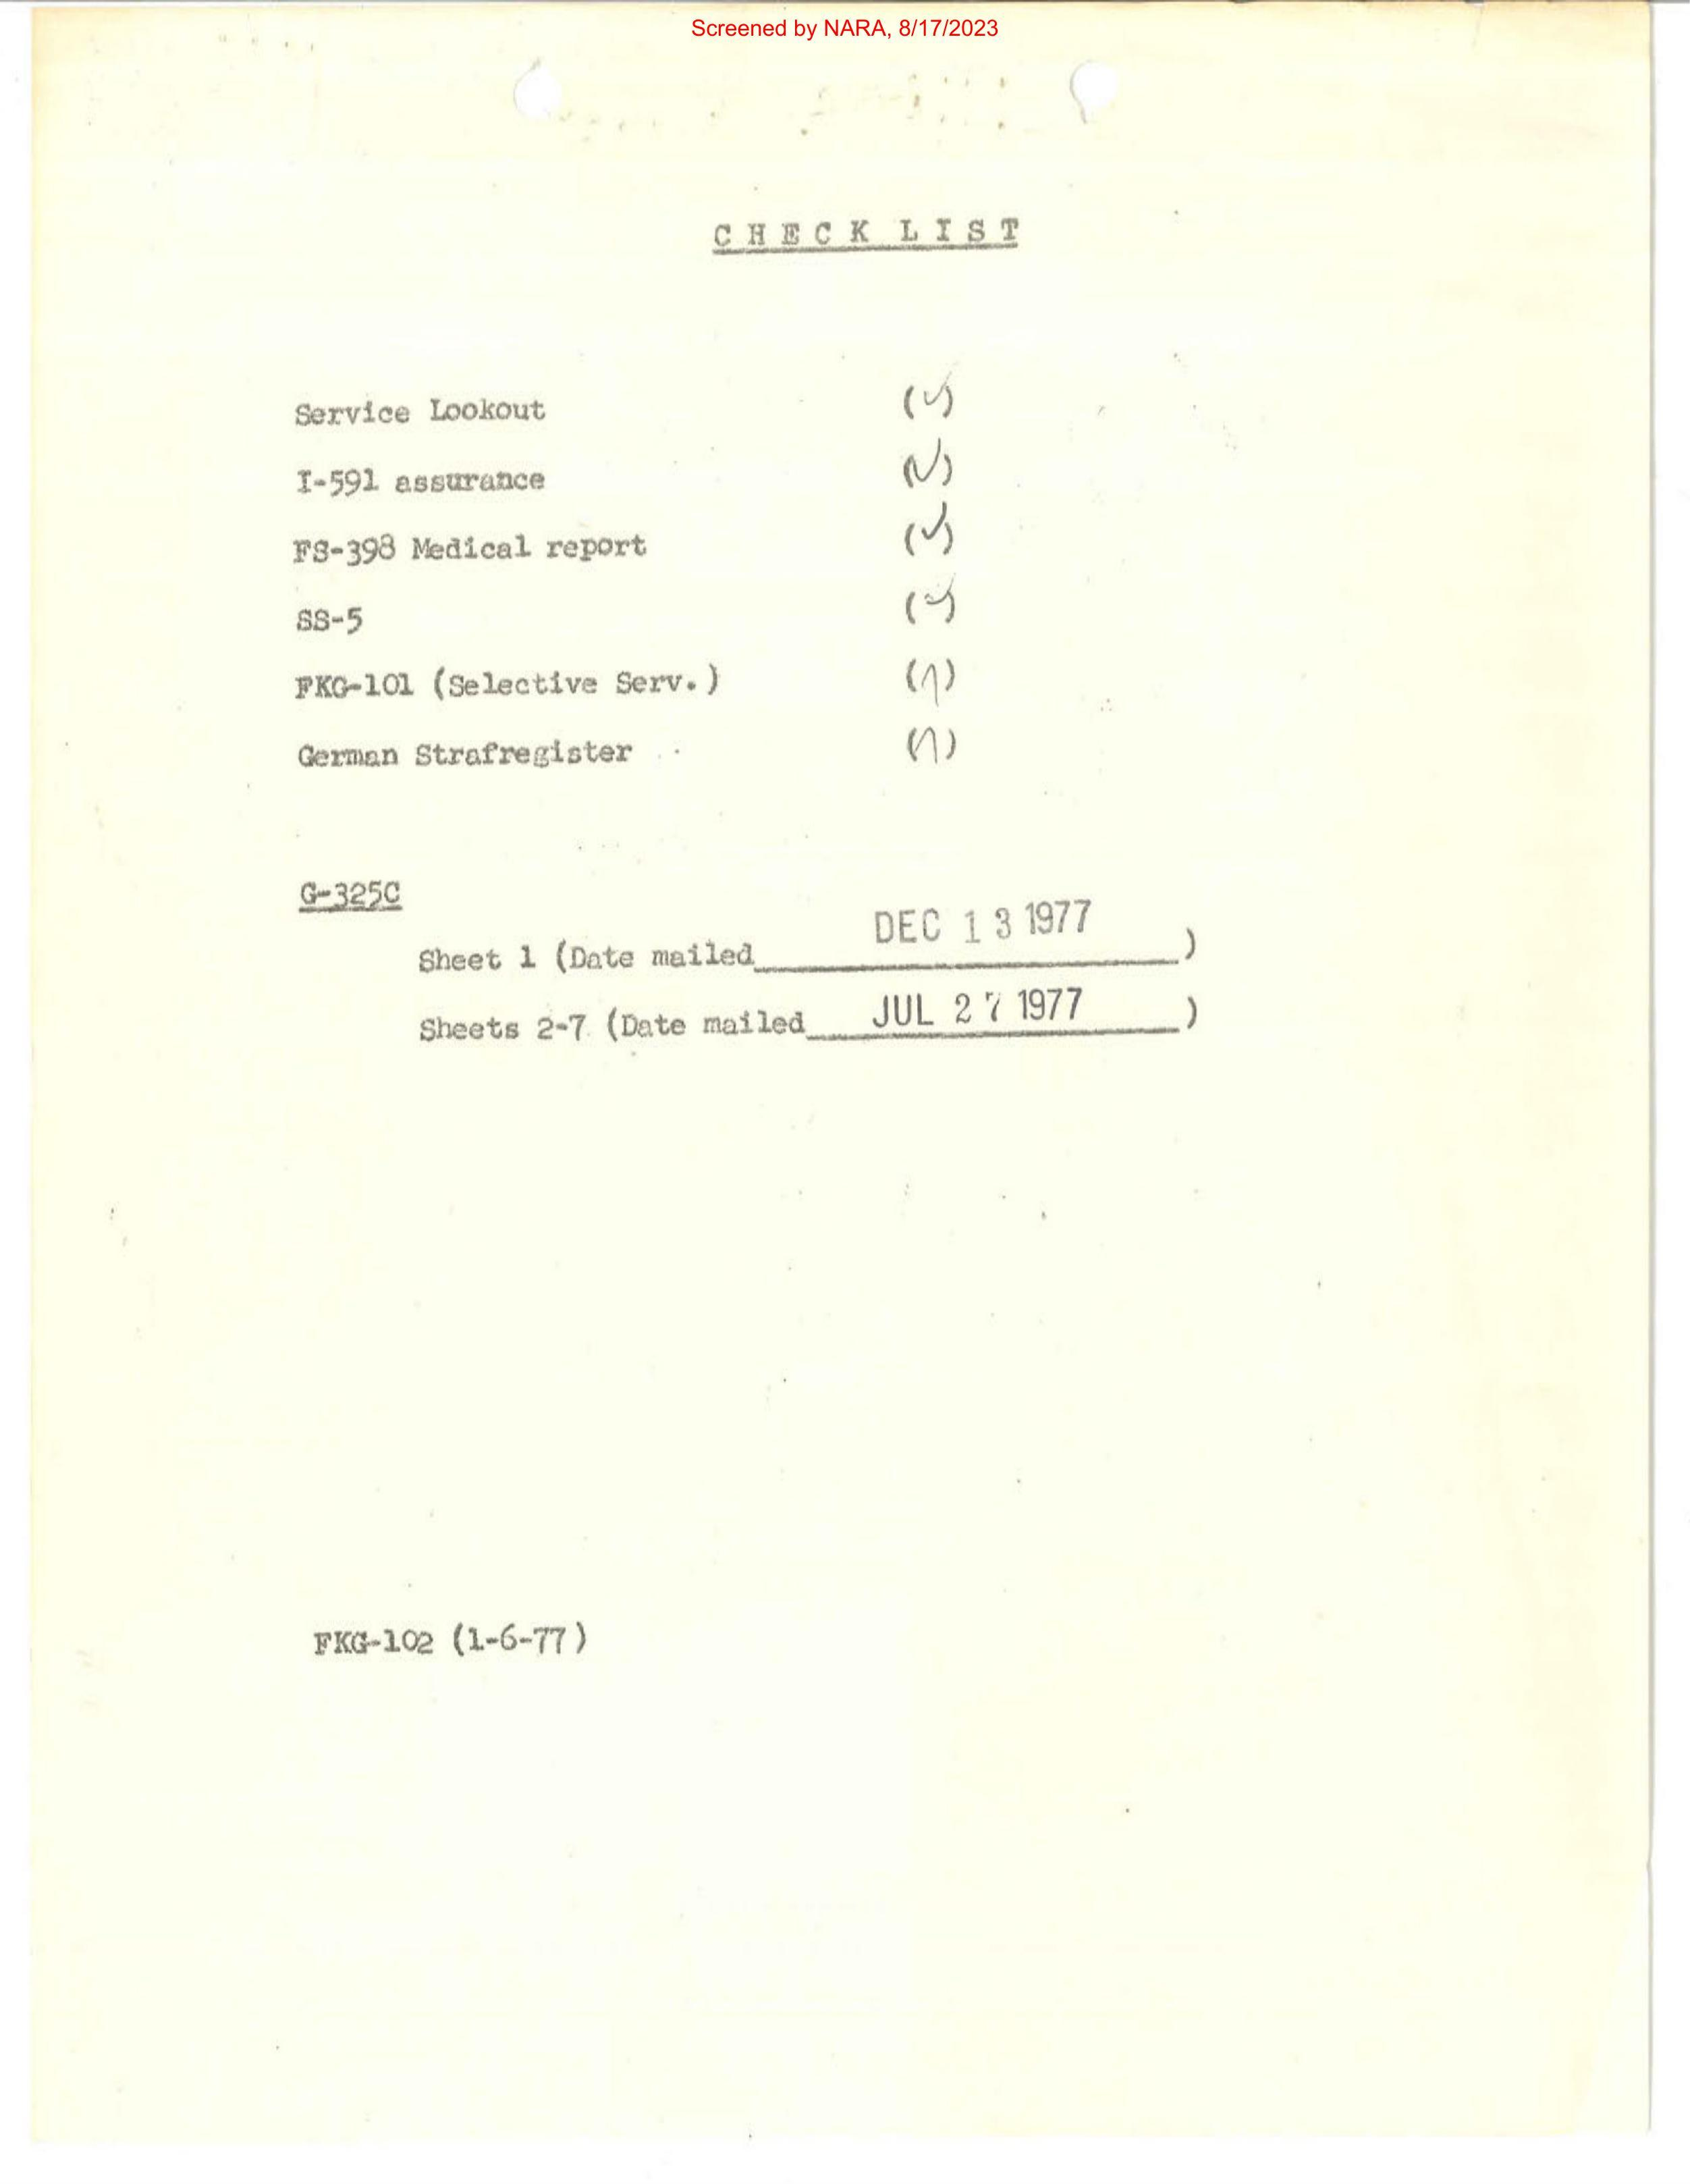 Screened by NARA, 8/17/2023
CHECK LIST
Service Lookout (✓)
I-591 assurance (✓)
FS-398 Medical report (✓)
SS-5 (✓)
FKG-101 (Selective Serv.) ( )
German Strafregister ( )
G-325C
Sheet 1 (Date mailed DEC 13 1977 )
Sheets 2-7 (Date mailed JUL 27 1977 )
FKG-102 (1-6-77)